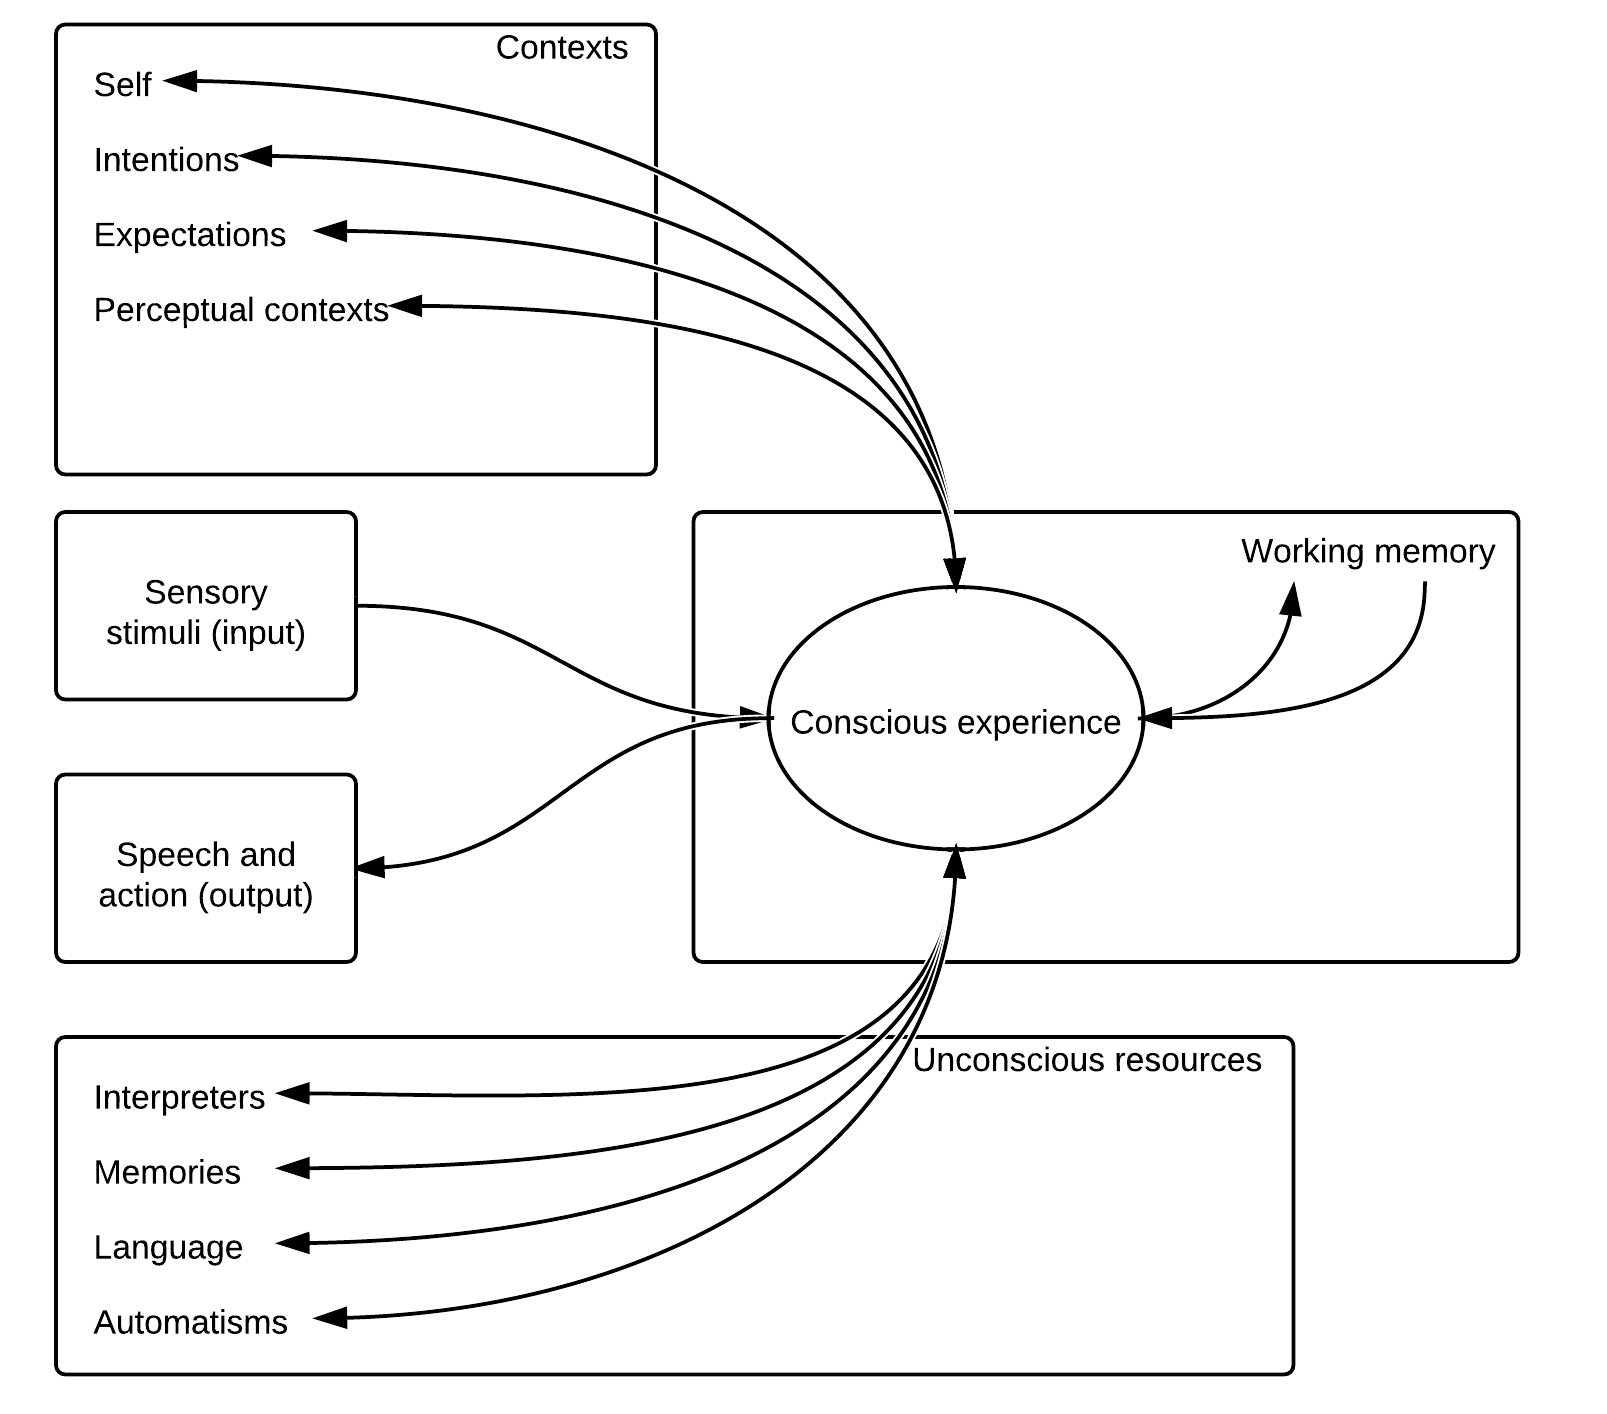 Contexts
Self
Intentions
Expectations
Perceptual contexts
Sensory
stimuli (input)
Working memory
Conscious experience
Speech and
action (output)
Unconscious resources
Interpreters
Memories
Language
Automatisms